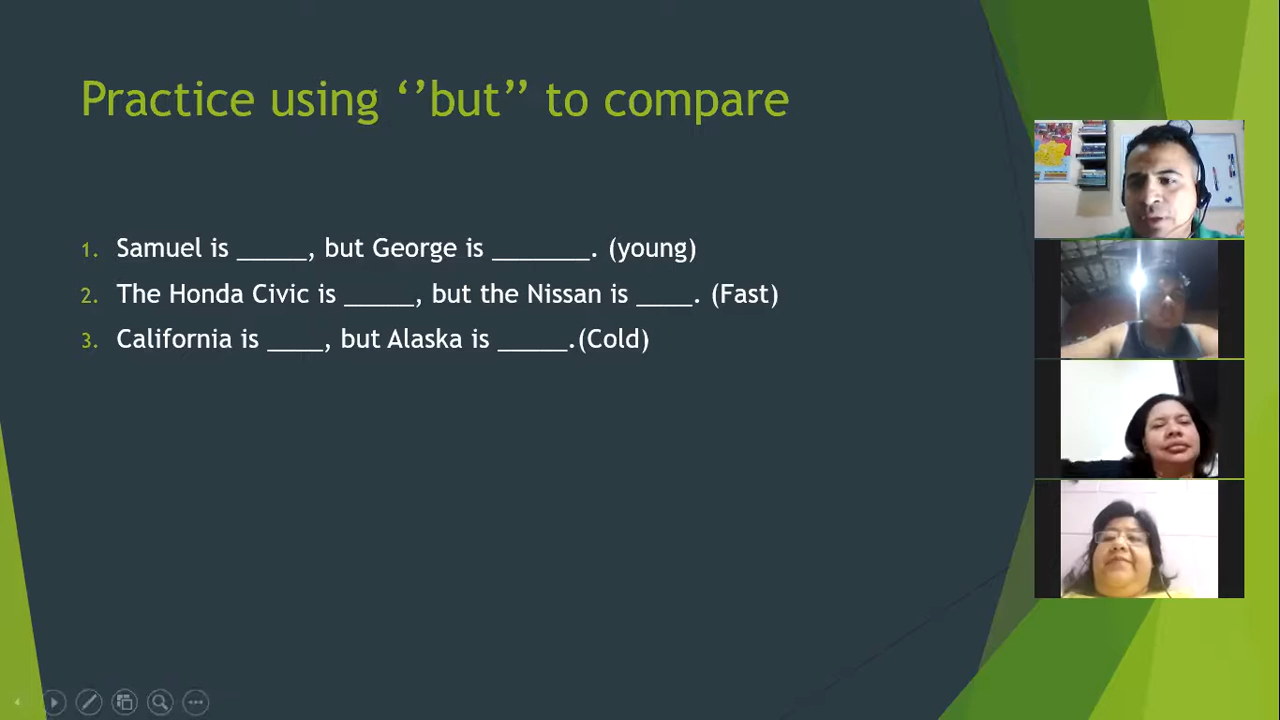 Practice using ‘’but’’ to compare
1. Samuel is _____, but George is _______. (young)
2. The Honda Civic is _____, but the Nissan is ____. (Fast)
3. California is ____, but Alaska is _____.(Cold)